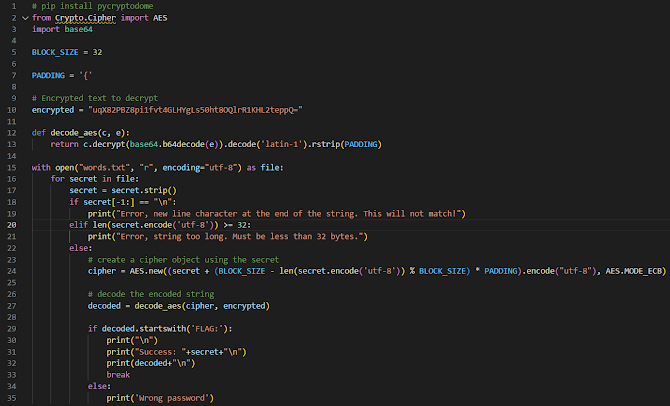 1 # pip install pycryptodome
2 from Crypto.Cipher import AES
3 import base64
4
5 BLOCK_SIZE = 32
6
7 PADDING = '{'
8
9 # Encrypted text to decrypt
10 encrypted = "uqX82PBZ8pi1fvt4GLHYgLs50ht8OQlrR1KHL2teppQ="
11
12 def decode_aes(c, e):
13     return c.decrypt(base64.b64decode(e)).decode('latin-1').rstrip(PADDING)
14
15 with open("words.txt", "r", encoding="utf-8") as file:
16     for secret in file:
17         secret = secret.strip()
18         if secret[-1:] == "\n":
19             print("Error, new line character at the end of the string. This will not match!")
20         elif len(secret.encode('utf-8')) >= 32:
21             print("Error, string too long. Must be less than 32 bytes.")
22         else:
23             # create a cipher object using the secret
24             cipher = AES.new((secret + (BLOCK_SIZE - len(secret.encode('utf-8')) % BLOCK_SIZE) * PADDING).encode("utf-8"), AES.MODE_ECB)
25
26             # decode the encoded string
27             decoded = decode_aes(cipher, encrypted)
28
29             if decoded.startswith('FLAG:'):
30                 print("\n")
31                 print("Success: "+secret+"\n")
32                 print(decoded+"\n")
33                 break
34             else:
35                 print('Wrong password')